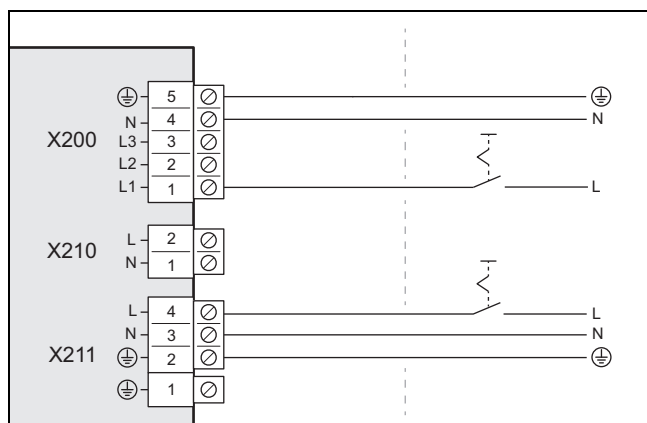 ⏚ 5 ⏚
N 4 N
X200
L3 3
L2 2
L1 1 L
L 2
X210
N 1
L 4 L
N 3 N
X211
⏚ 2 ⏚
⏚ 1